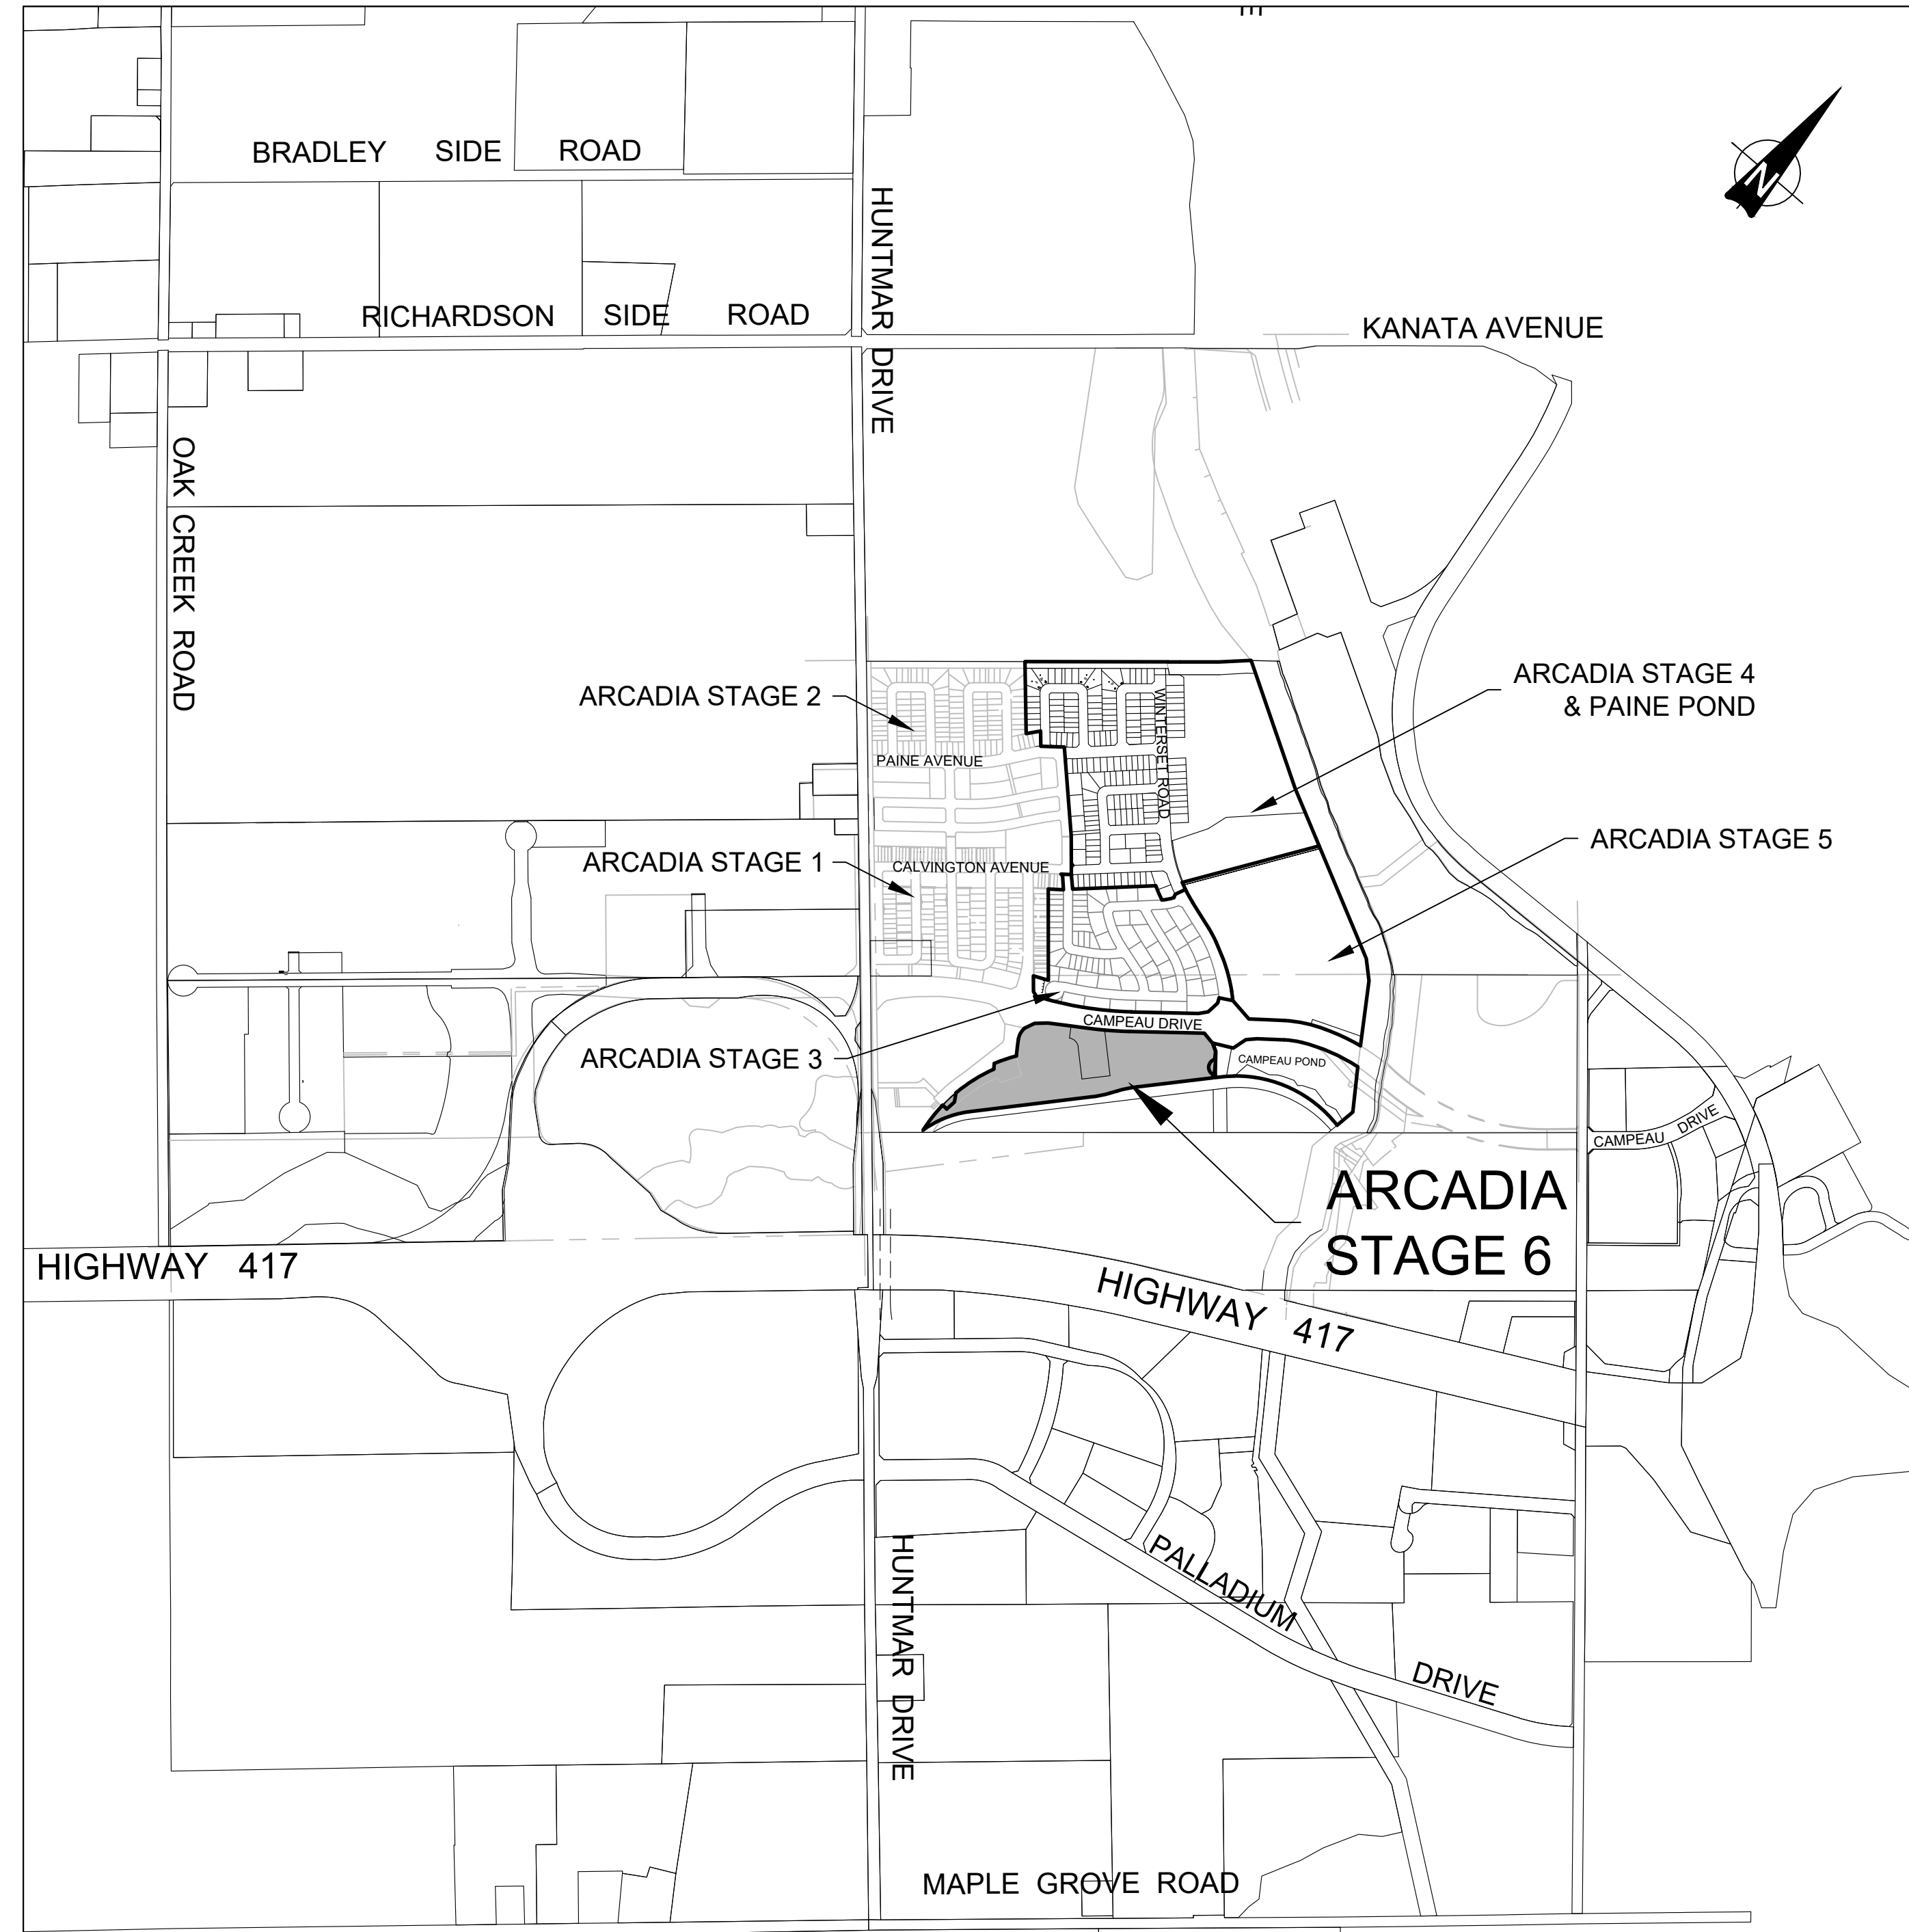 BRADLEY SIDE ROAD
N
HUNTMAR DRIVE
RICHARDSON SIDE ROAD
KANATA AVENUE
OAK CREEK ROAD
ARCADIA STAGE 2
ARCADIA STAGE 4
& PAINE POND
WINTERSET ROAD
PAINE AVENUE
ARCADIA STAGE 5
ARCADIA STAGE 1
CALVINGTON AVENUE
CAMPEAU DRIVE
ARCADIA STAGE 3
CAMPEAU POND
CAMPEAU DRIVE
ARCADIA
STAGE 6
HIGHWAY 417
HIGHWAY 417
PALLADIUM DRIVE
HUNTMAR DRIVE
MAPLE GROVE ROAD